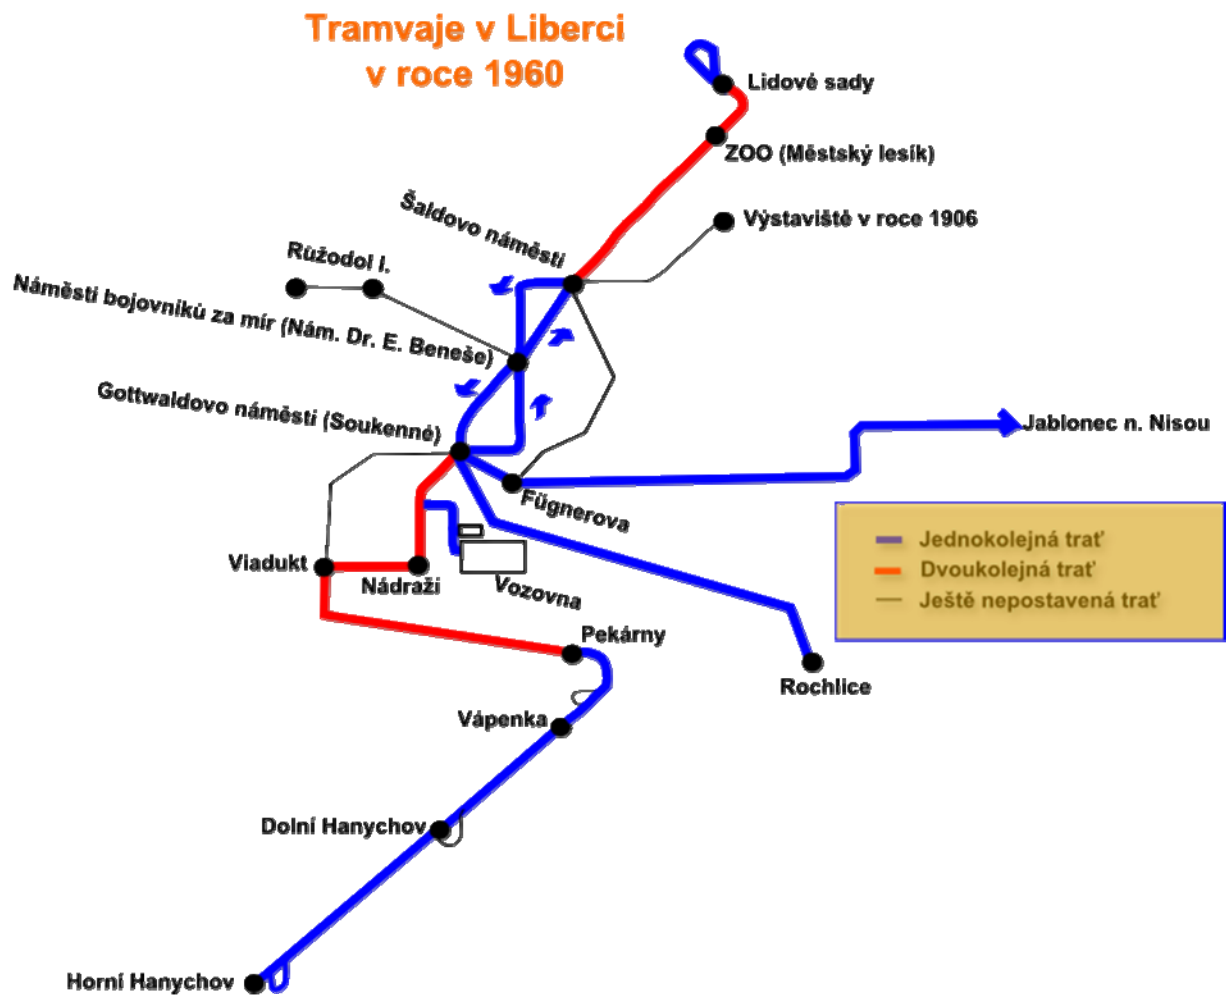 Tramvaje v Liberci
v roce 1960
Lidové sady
ZOO (Městský lesík)
Šaldovo náměstí
Výstaviště v roce 1906
Růžodol I.
Náměstí bojovníků za mír (Nám. Dr. E. Beneše)
Gottwaldovo náměstí (Soukenné)
Jablonec n. Nisou
Fügnerova
Jednokolejná trať
Dvoukolejná trať
Ještě nepostavená trať
Viadukt
Nádraží
Vozovna
Pekárny
Rochlice
Vápenka
Dolní Hanychov
Horní Hanychov